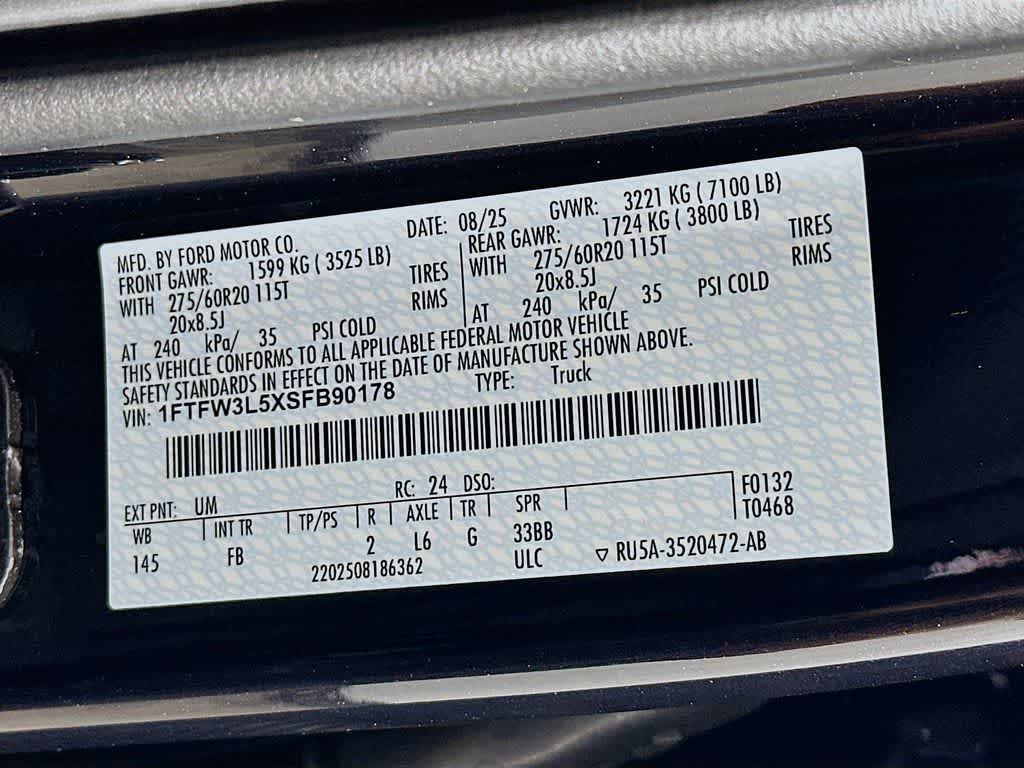 MFD. BY FORD MOTOR CO.
DATE: 08/25 GVWR: 3221 KG ( 7100 LB)
FRONT GAWR: 1599 KG ( 3525 LB)
WITH 275/60R20 115T TIRES
20x8.5J RIMS
AT 240 kPa/ 35 PSI COLD
REAR GAWR: 1724 KG ( 3800 LB)
WITH 275/60R20 115T TIRES
20x8.5J RIMS
AT 240 kPa/ 35 PSI COLD
THIS VEHICLE CONFORMS TO ALL APPLICABLE FEDERAL MOTOR VEHICLE
SAFETY STANDARDS IN EFFECT ON THE DATE OF MANUFACTURE SHOWN ABOVE.
VIN: 1FTFW3L5XSFB90178 TYPE: Truck
EXT PNT: UM RC: 24 DSO:
WB INT TR TP/PS R AXLE TR SPR F0132
145 FB 2 L6 G 33BB T0468
2202508186362 ULC ▽ RU5A-3520472-AB